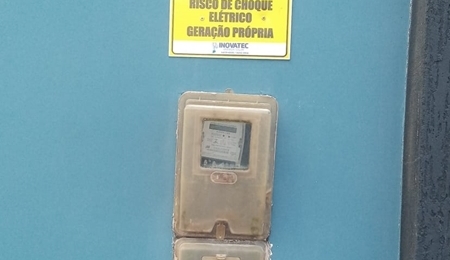 RISCO DE CHOQUE
ELÉTRICO
GERAÇÃO PRÓPRIA
INOVATEC